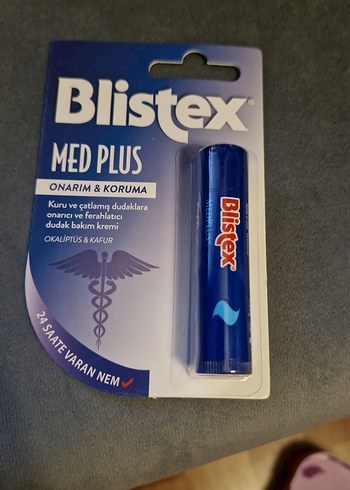 Blistex®
MED PLUS
ONARIM & KORUMA
Kuru ve çatlamış dudaklara
onarıcı ve ferahlatıcı
dudak bakım kremi
OKALİPTÜS & KAFUR
24 SAATE VARAN NEM
Blistex
MEDPLUS